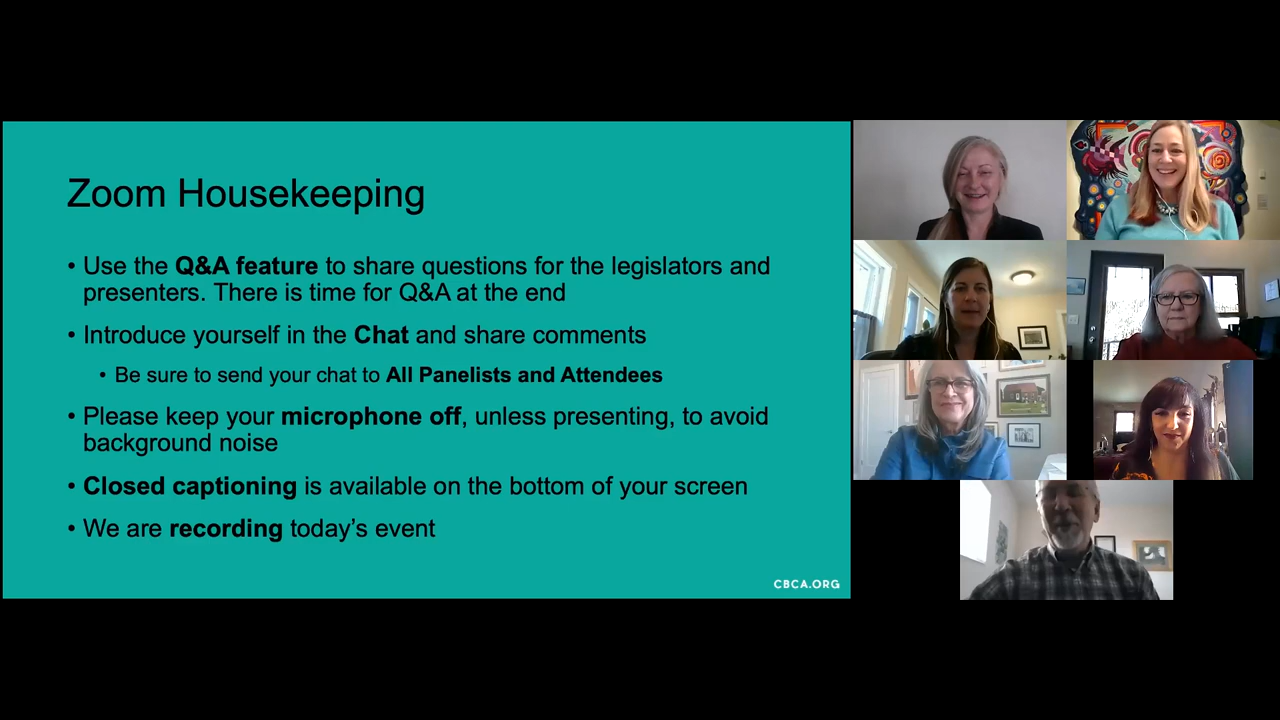 Zoom Housekeeping
• Use the Q&A feature to share questions for the legislators and
presenters. There is time for Q&A at the end
• Introduce yourself in the Chat and share comments
• Be sure to send your chat to All Panelists and Attendees
• Please keep your microphone off, unless presenting, to avoid
background noise
• Closed captioning is available on the bottom of your screen
• We are recording today’s event
CBCA.ORG